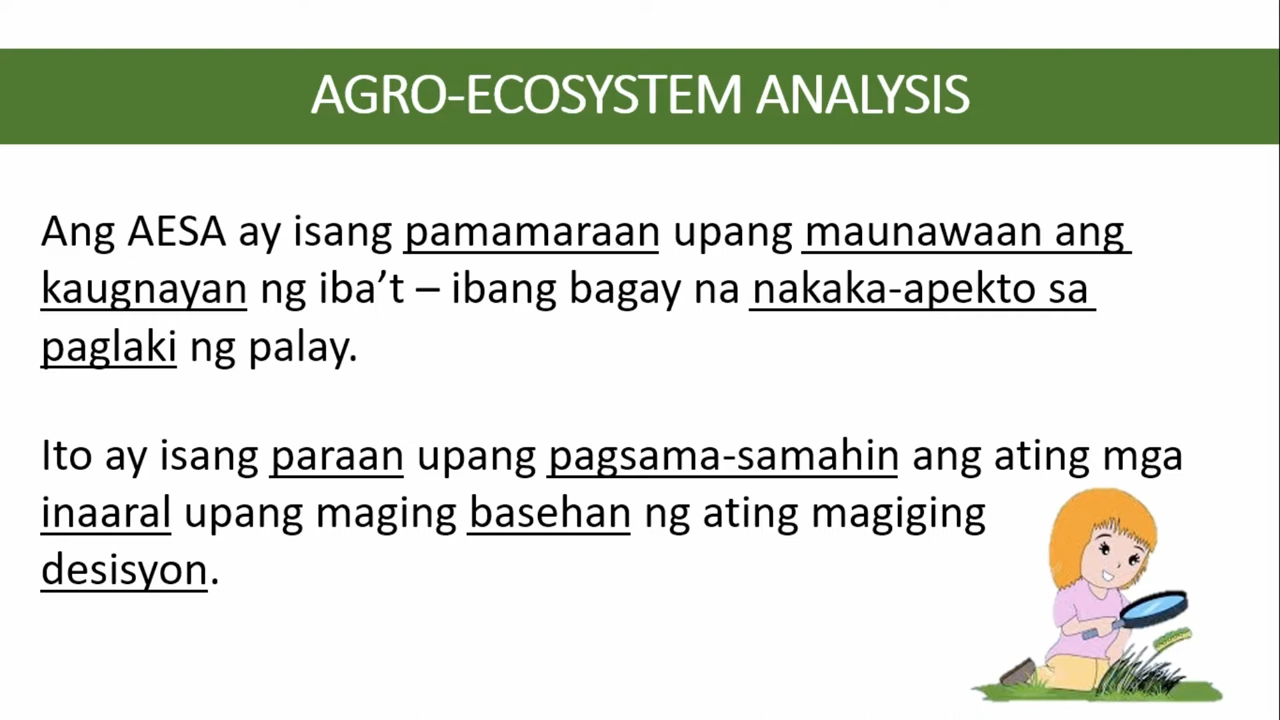 AGRO-ECOSYSTEM ANALYSIS
Ang AESA ay isang pamamaraan upang maunawaan ang
kaugnayan ng iba’t – ibang bagay na nakaka-apekto sa
paglaki ng palay.
Ito ay isang paraan upang pagsama-samahin ang ating mga
inaaral upang maging basehan ng ating magiging
desisyon.